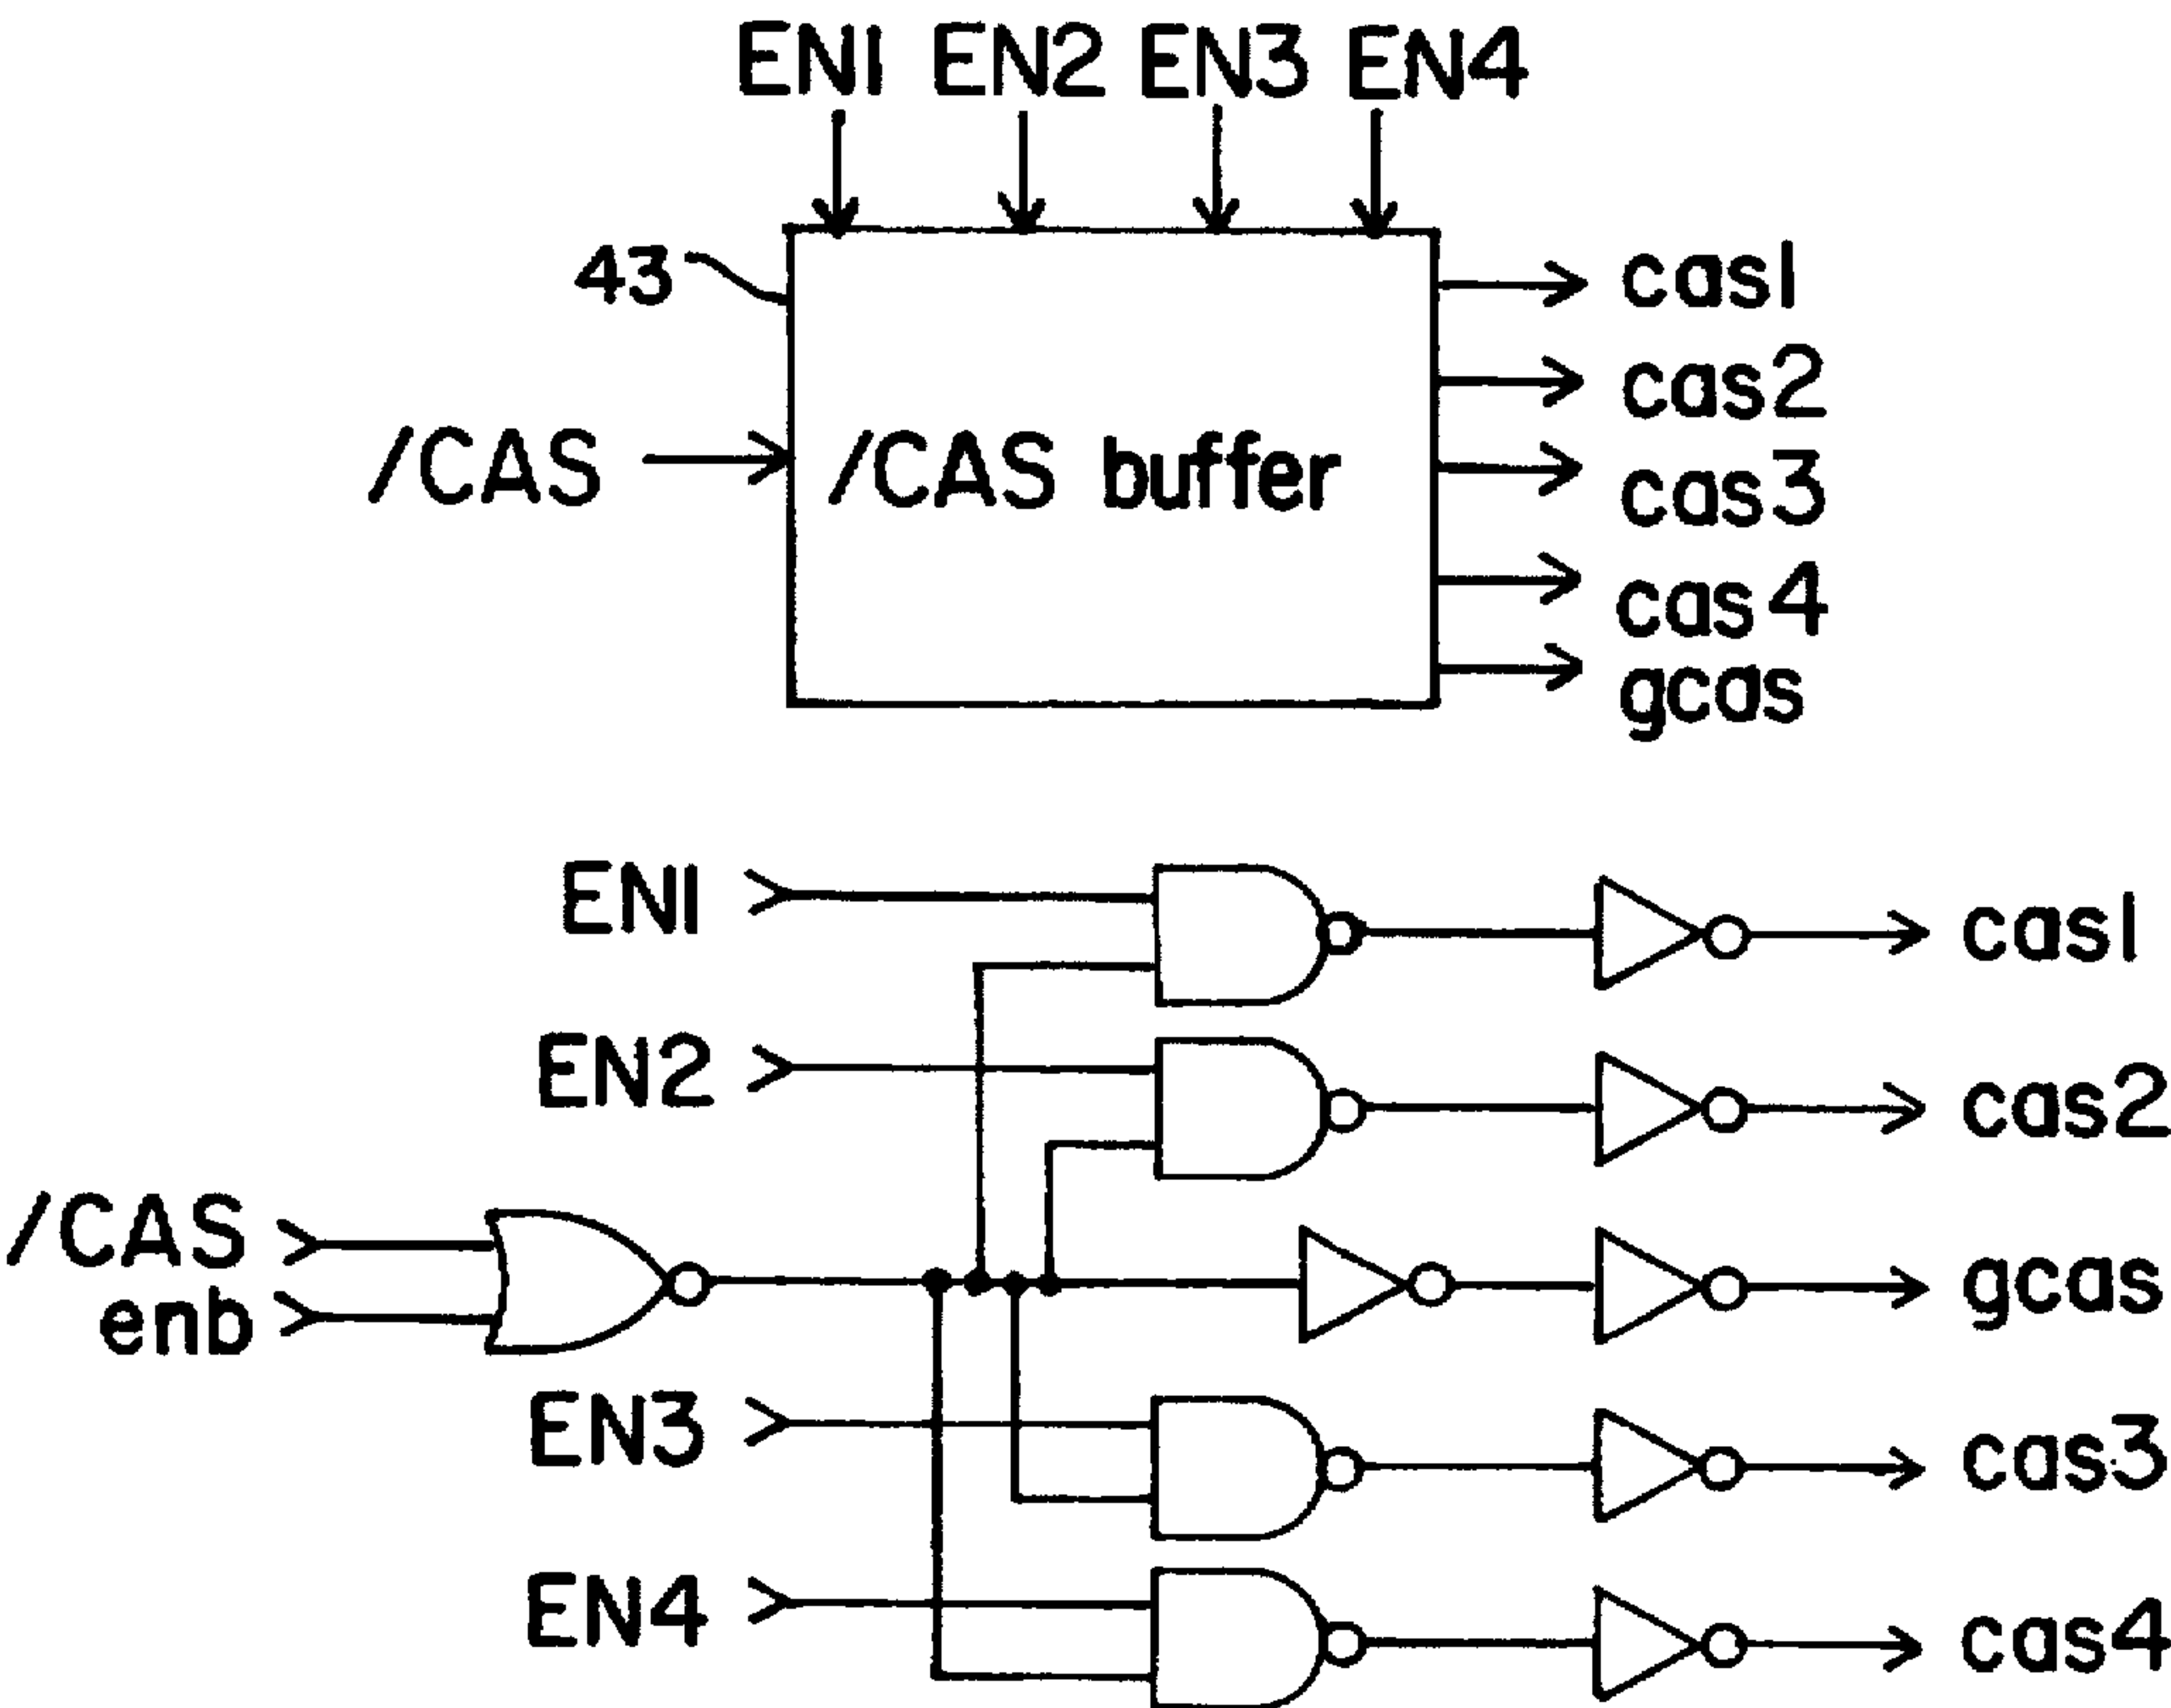 EN1 EN2 EN3 EN4
43
cas1
cas2
/CAS
/CAS buffer
cas3
cas4
gcas
EN1
cas1
EN2
cas2
/CAS
enb
gcas
EN3
cas3
EN4
cas4